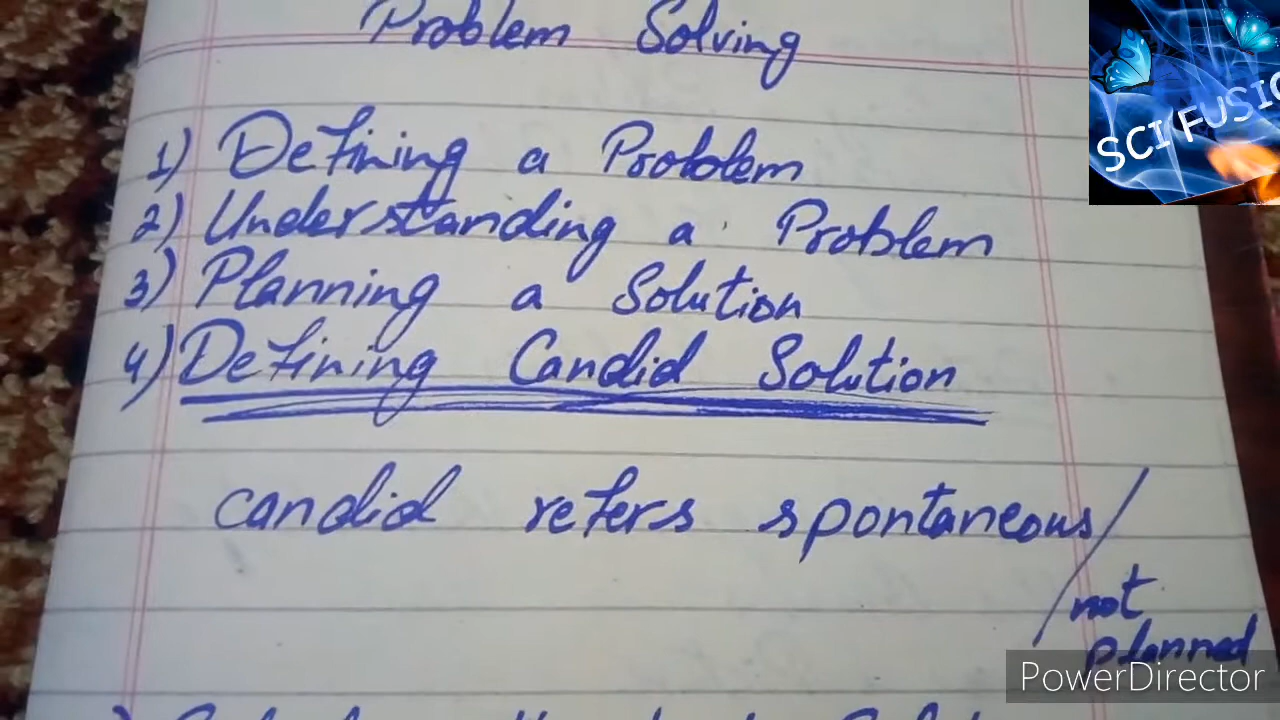 Problem Solving
SCI FUSIO
1) Defining a Problem
2) Understanding a Problem
3) Planning a Solution
4) Defining Candid Solution
candid refers spontaneous/
not
planned
PowerDirector